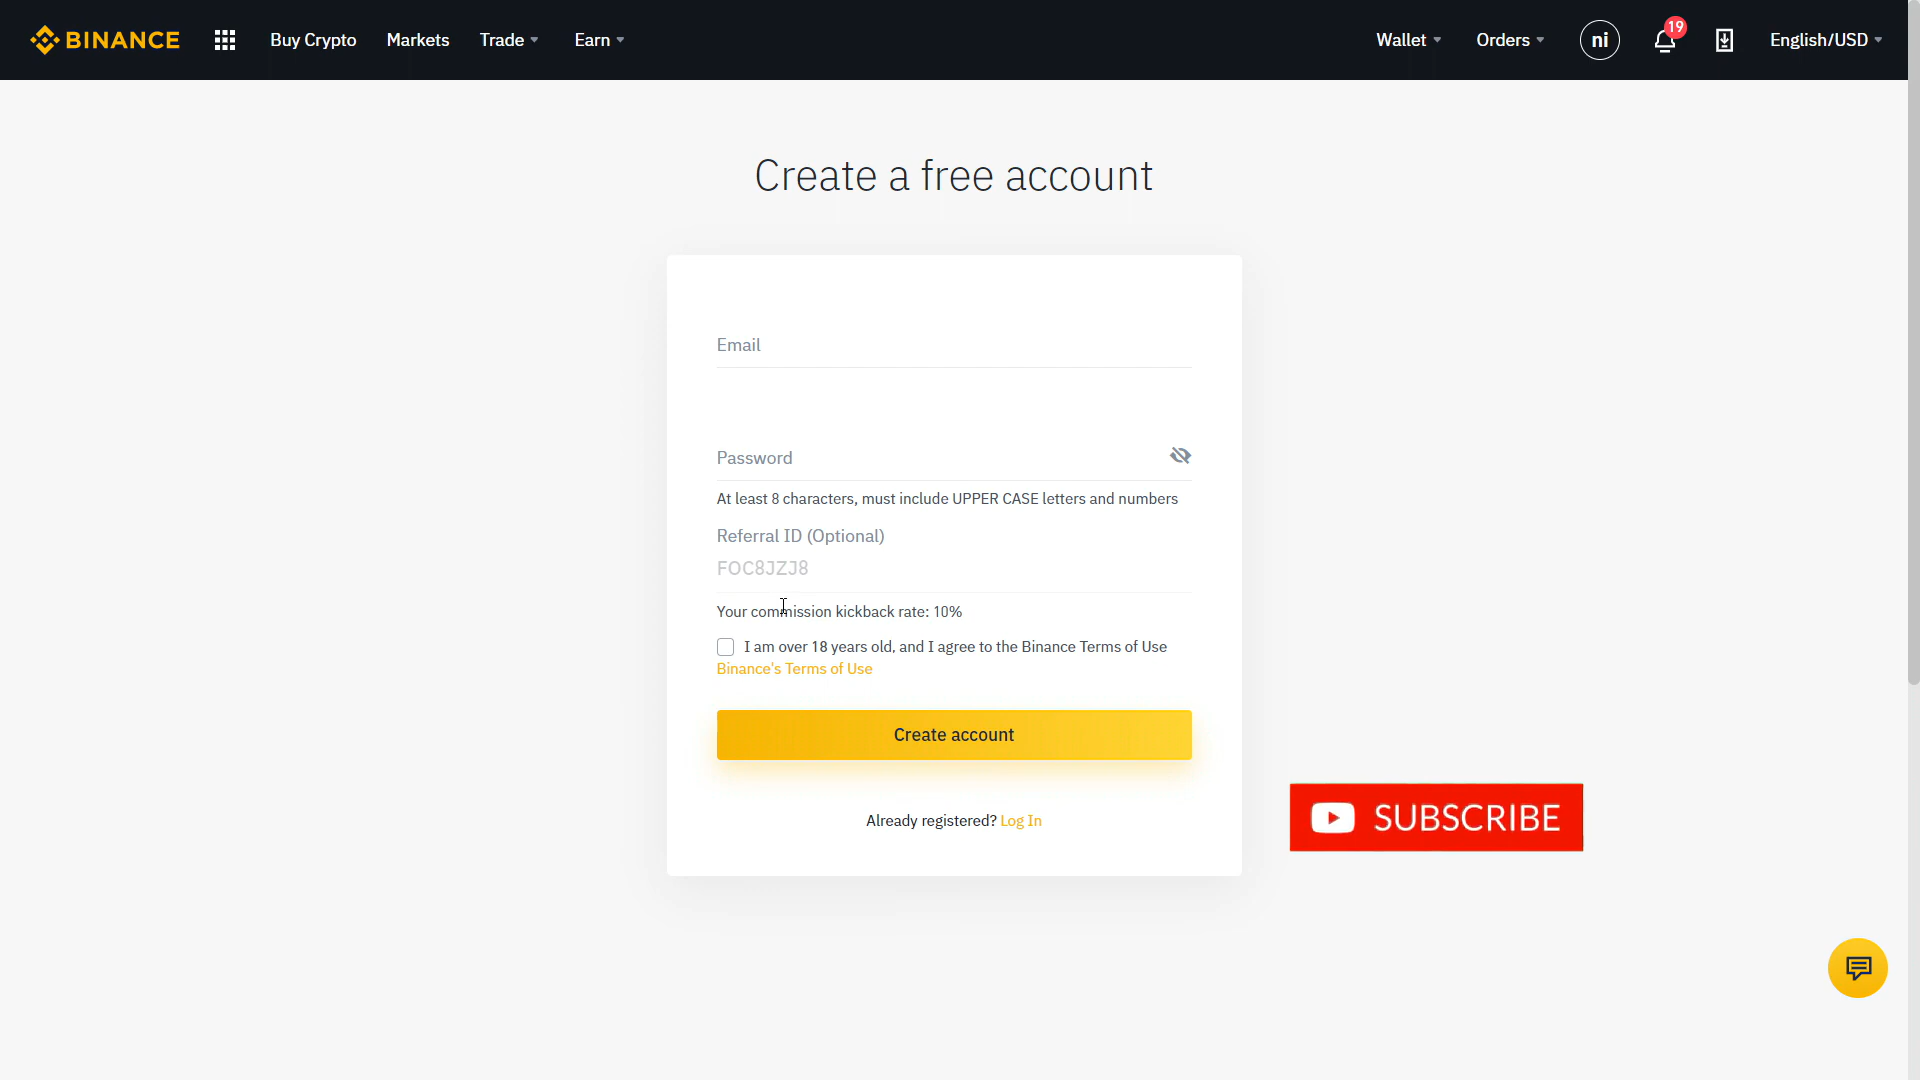 BINANCE Buy Crypto Markets Trade Earn Wallet Orders ni 19 English/USD
Create a free account
Email
Password
At least 8 characters, must include UPPER CASE letters and numbers
Referral ID (Optional)
FOC8JZJ8
Your commission kickback rate: 10%
I am over 18 years old, and I agree to the Binance Terms of Use
Binance's Terms of Use
Create account
SUBSCRIBE
Already registered? Log In